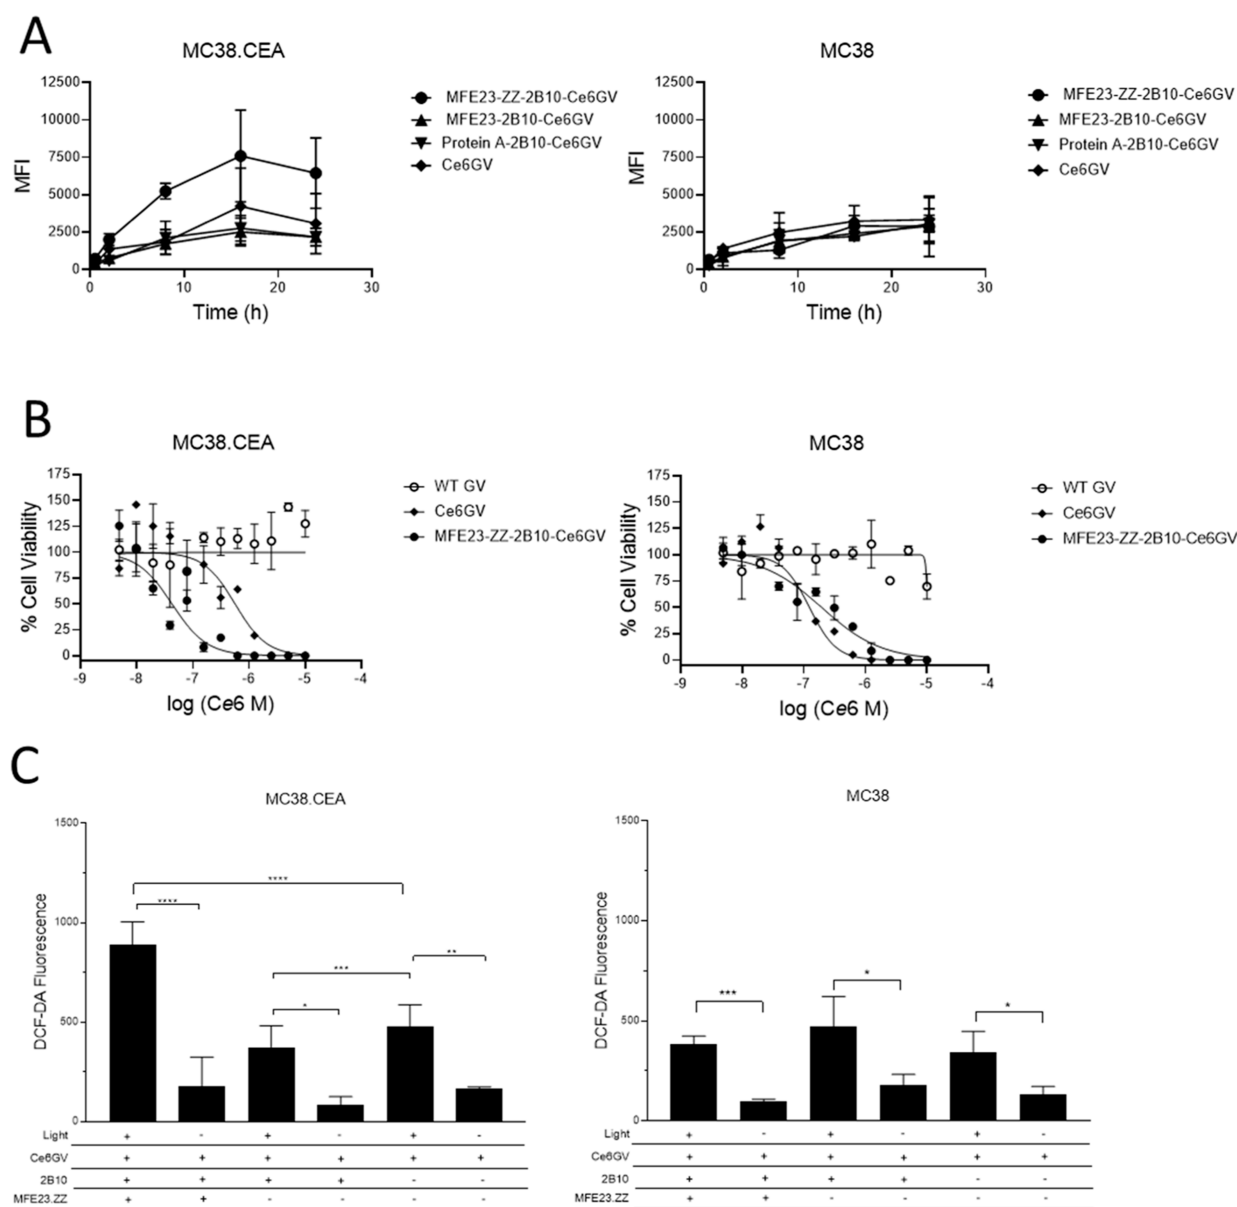 A
MC38.CEA
12500
10000
7500
5000
2500
0
MFI
0 10 20 30
Time (h)
MFE23-ZZ-2B10-Ce6GV
MFE23-2B10-Ce6GV
Protein A-2B10-Ce6GV
Ce6GV
MC38
12500
10000
7500
5000
2500
0
MFI
0 10 20 30
Time (h)
MFE23-ZZ-2B10-Ce6GV
MFE23-2B10-Ce6GV
Protein A-2B10-Ce6GV
Ce6GV
B
MC38.CEA
175
150
125
100
75
50
25
0
% Cell Viability
-9 -8 -7 -6 -5 -4
log (Ce6 M)
WT GV
Ce6GV
MFE23-ZZ-2B10-Ce6GV
MC38
175
150
125
100
75
50
25
0
% Cell Viability
-9 -8 -7 -6 -5 -4
log (Ce6 M)
WT GV
Ce6GV
MFE23-ZZ-2B10-Ce6GV
C
MC38.CEA
1500
1000
500
0
DCF-DA Fluorescence
****
****
**
***
*
Light + - + - + -
Ce6GV + + + + + +
2B10 + + + + - -
MFE23.ZZ + + - - - -
MC38
1500
1000
500
0
DCF-DA Fluorescence
*
***
*
Light + - + - + -
Ce6GV + + + + + +
2B10 + + + + - -
MFE23.ZZ + + - - - -